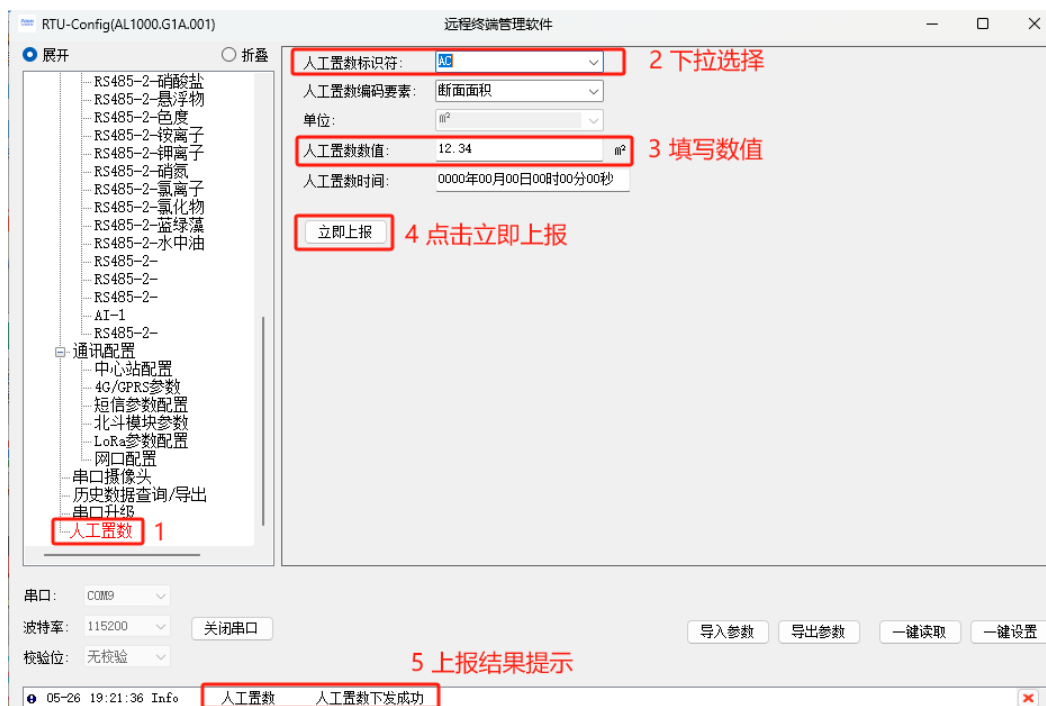 RTU-Config(AL1000.G1A.001) 远程终端管理软件
展开 折叠
RS485-2-硝酸盐
RS485-2-悬浮物
RS485-2-色度
RS485-2-铵离子
RS485-2-钾离子
RS485-2-硝氮
RS485-2-氯离子
RS485-2-氯化物
RS485-2-蓝绿藻
RS485-2-水中油
RS485-2-
RS485-2-
RS485-2-
AI-1
RS485-2-
通讯配置
中心站配置
4G/GPRS参数
短信参数配置
北斗模块参数
LoRa参数配置
网口配置
串口摄像头
历史数据查询/导出
串口升级
人工置数 1
人工置数标识符: AC 2 下拉选择
人工置数编码要素: 断面面积
单位: m²
人工置数数值: 12.34 m² 3 填写数值
人工置数时间: 0000年00月00日00时00分00秒
立即上报 4 点击立即上报
串口: COM9
波特率: 115200 关闭串口
导入参数 导出参数 一键读取 一键设置
校验位: 无校验
5 上报结果提示
05-26 19:21:36 Info 人工置数 人工置数下发成功